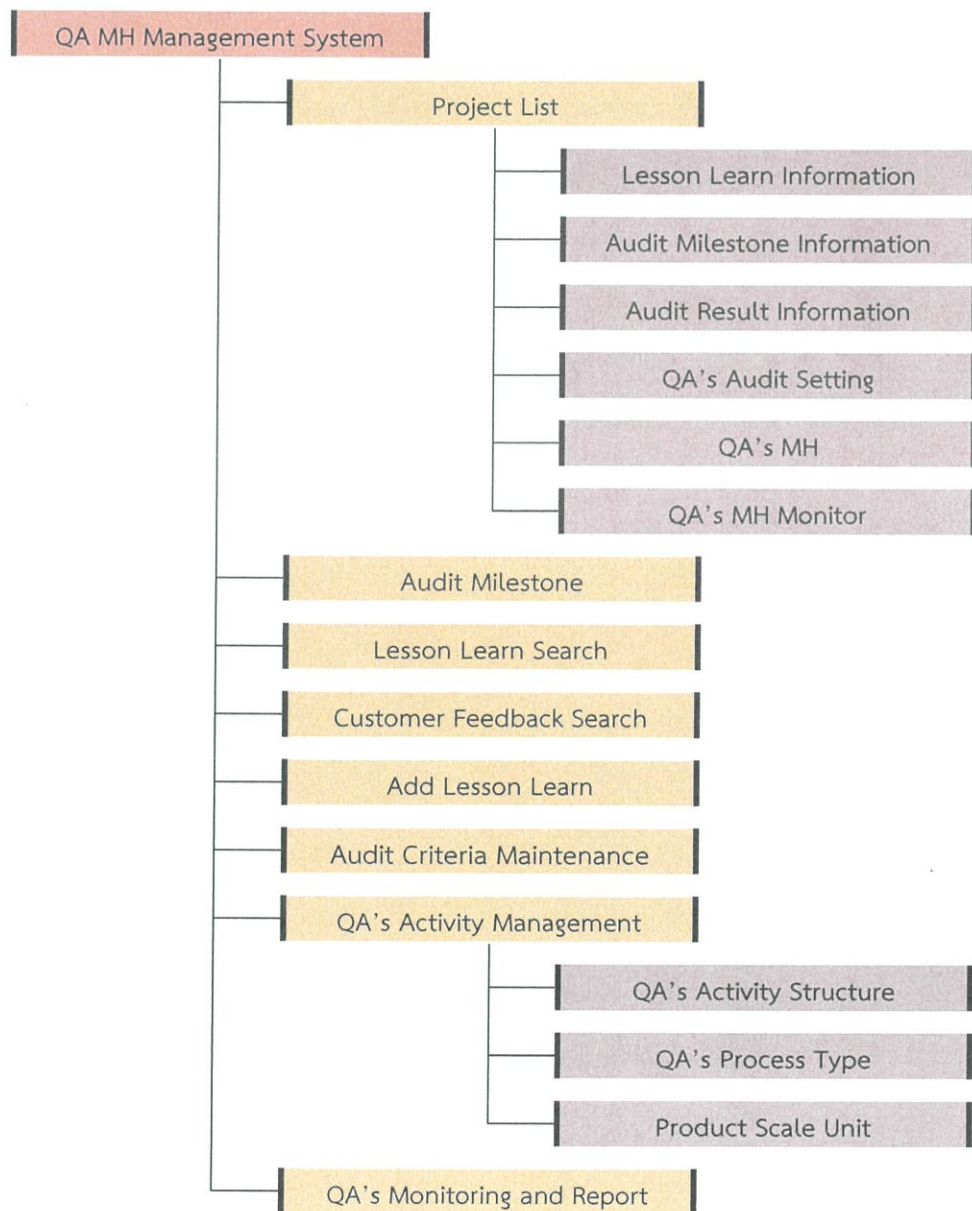 QA MH Management System
Project List
Lesson Learn Information
Audit Milestone Information
Audit Result Information
QA's Audit Setting
QA's MH
QA's MH Monitor
Audit Milestone
Lesson Learn Search
Customer Feedback Search
Add Lesson Learn
Audit Criteria Maintenance
QA's Activity Management
QA's Activity Structure
QA's Process Type
Product Scale Unit
QA's Monitoring and Report